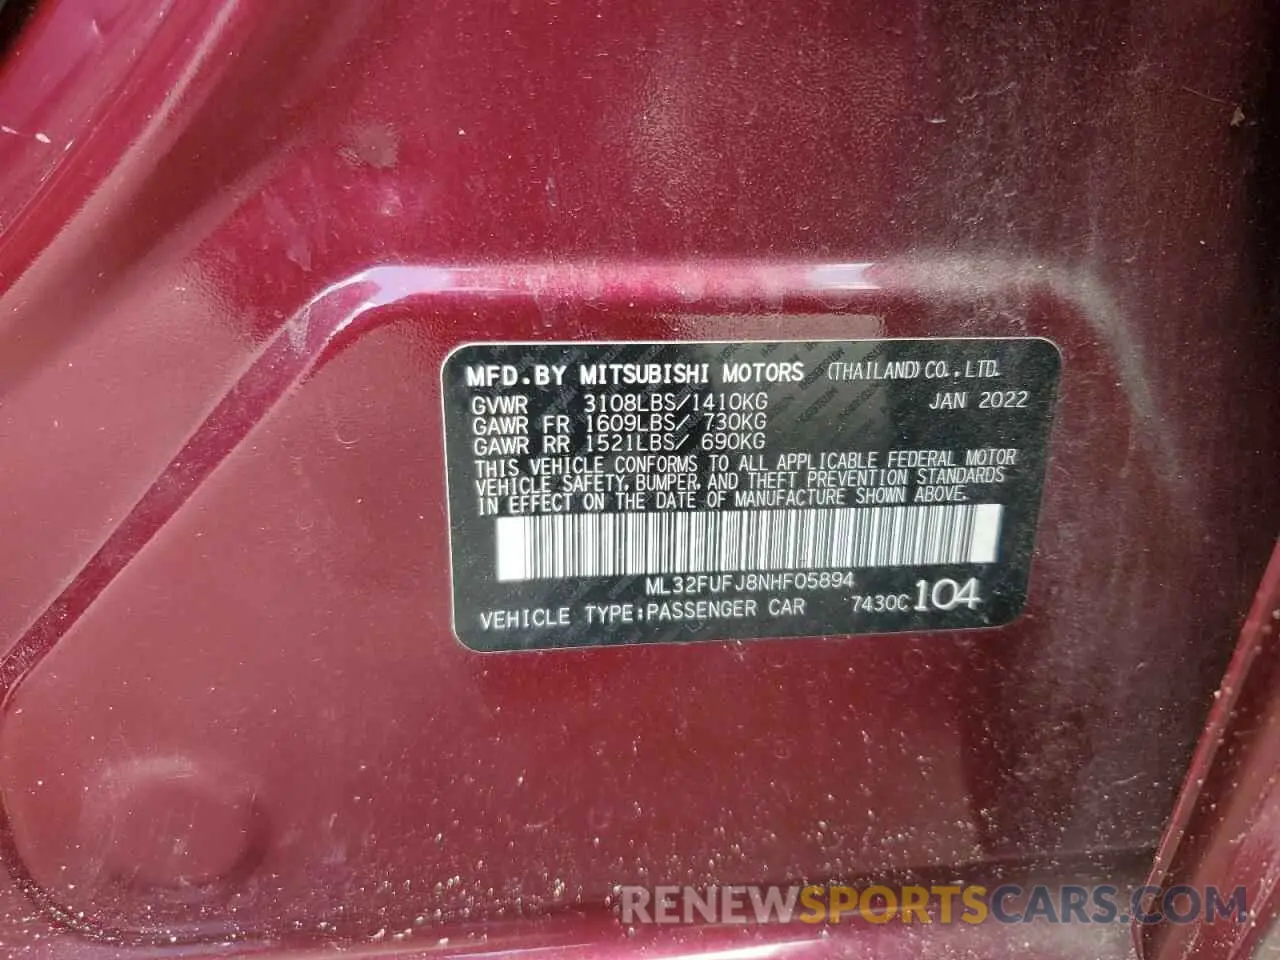 MFD.BY MITSUBISHI MOTORS (THAILAND) CO., LTD.
GVWR 3108LBS/1410KG JAN 2022
GAWR FR 1609LBS/ 730KG
GAWR RR 1521LBS/ 690KG
THIS VEHICLE CONFORMS TO ALL APPLICABLE FEDERAL MOTOR
VEHICLE SAFETY, BUMPER, AND THEFT PREVENTION STANDARDS
IN EFFECT ON THE DATE OF MANUFACTURE SHOWN ABOVE.
ML32FUFJ8NHF05894
VEHICLE TYPE:PASSENGER CAR 7430C 104
RENEWSPORTSCARS.COM